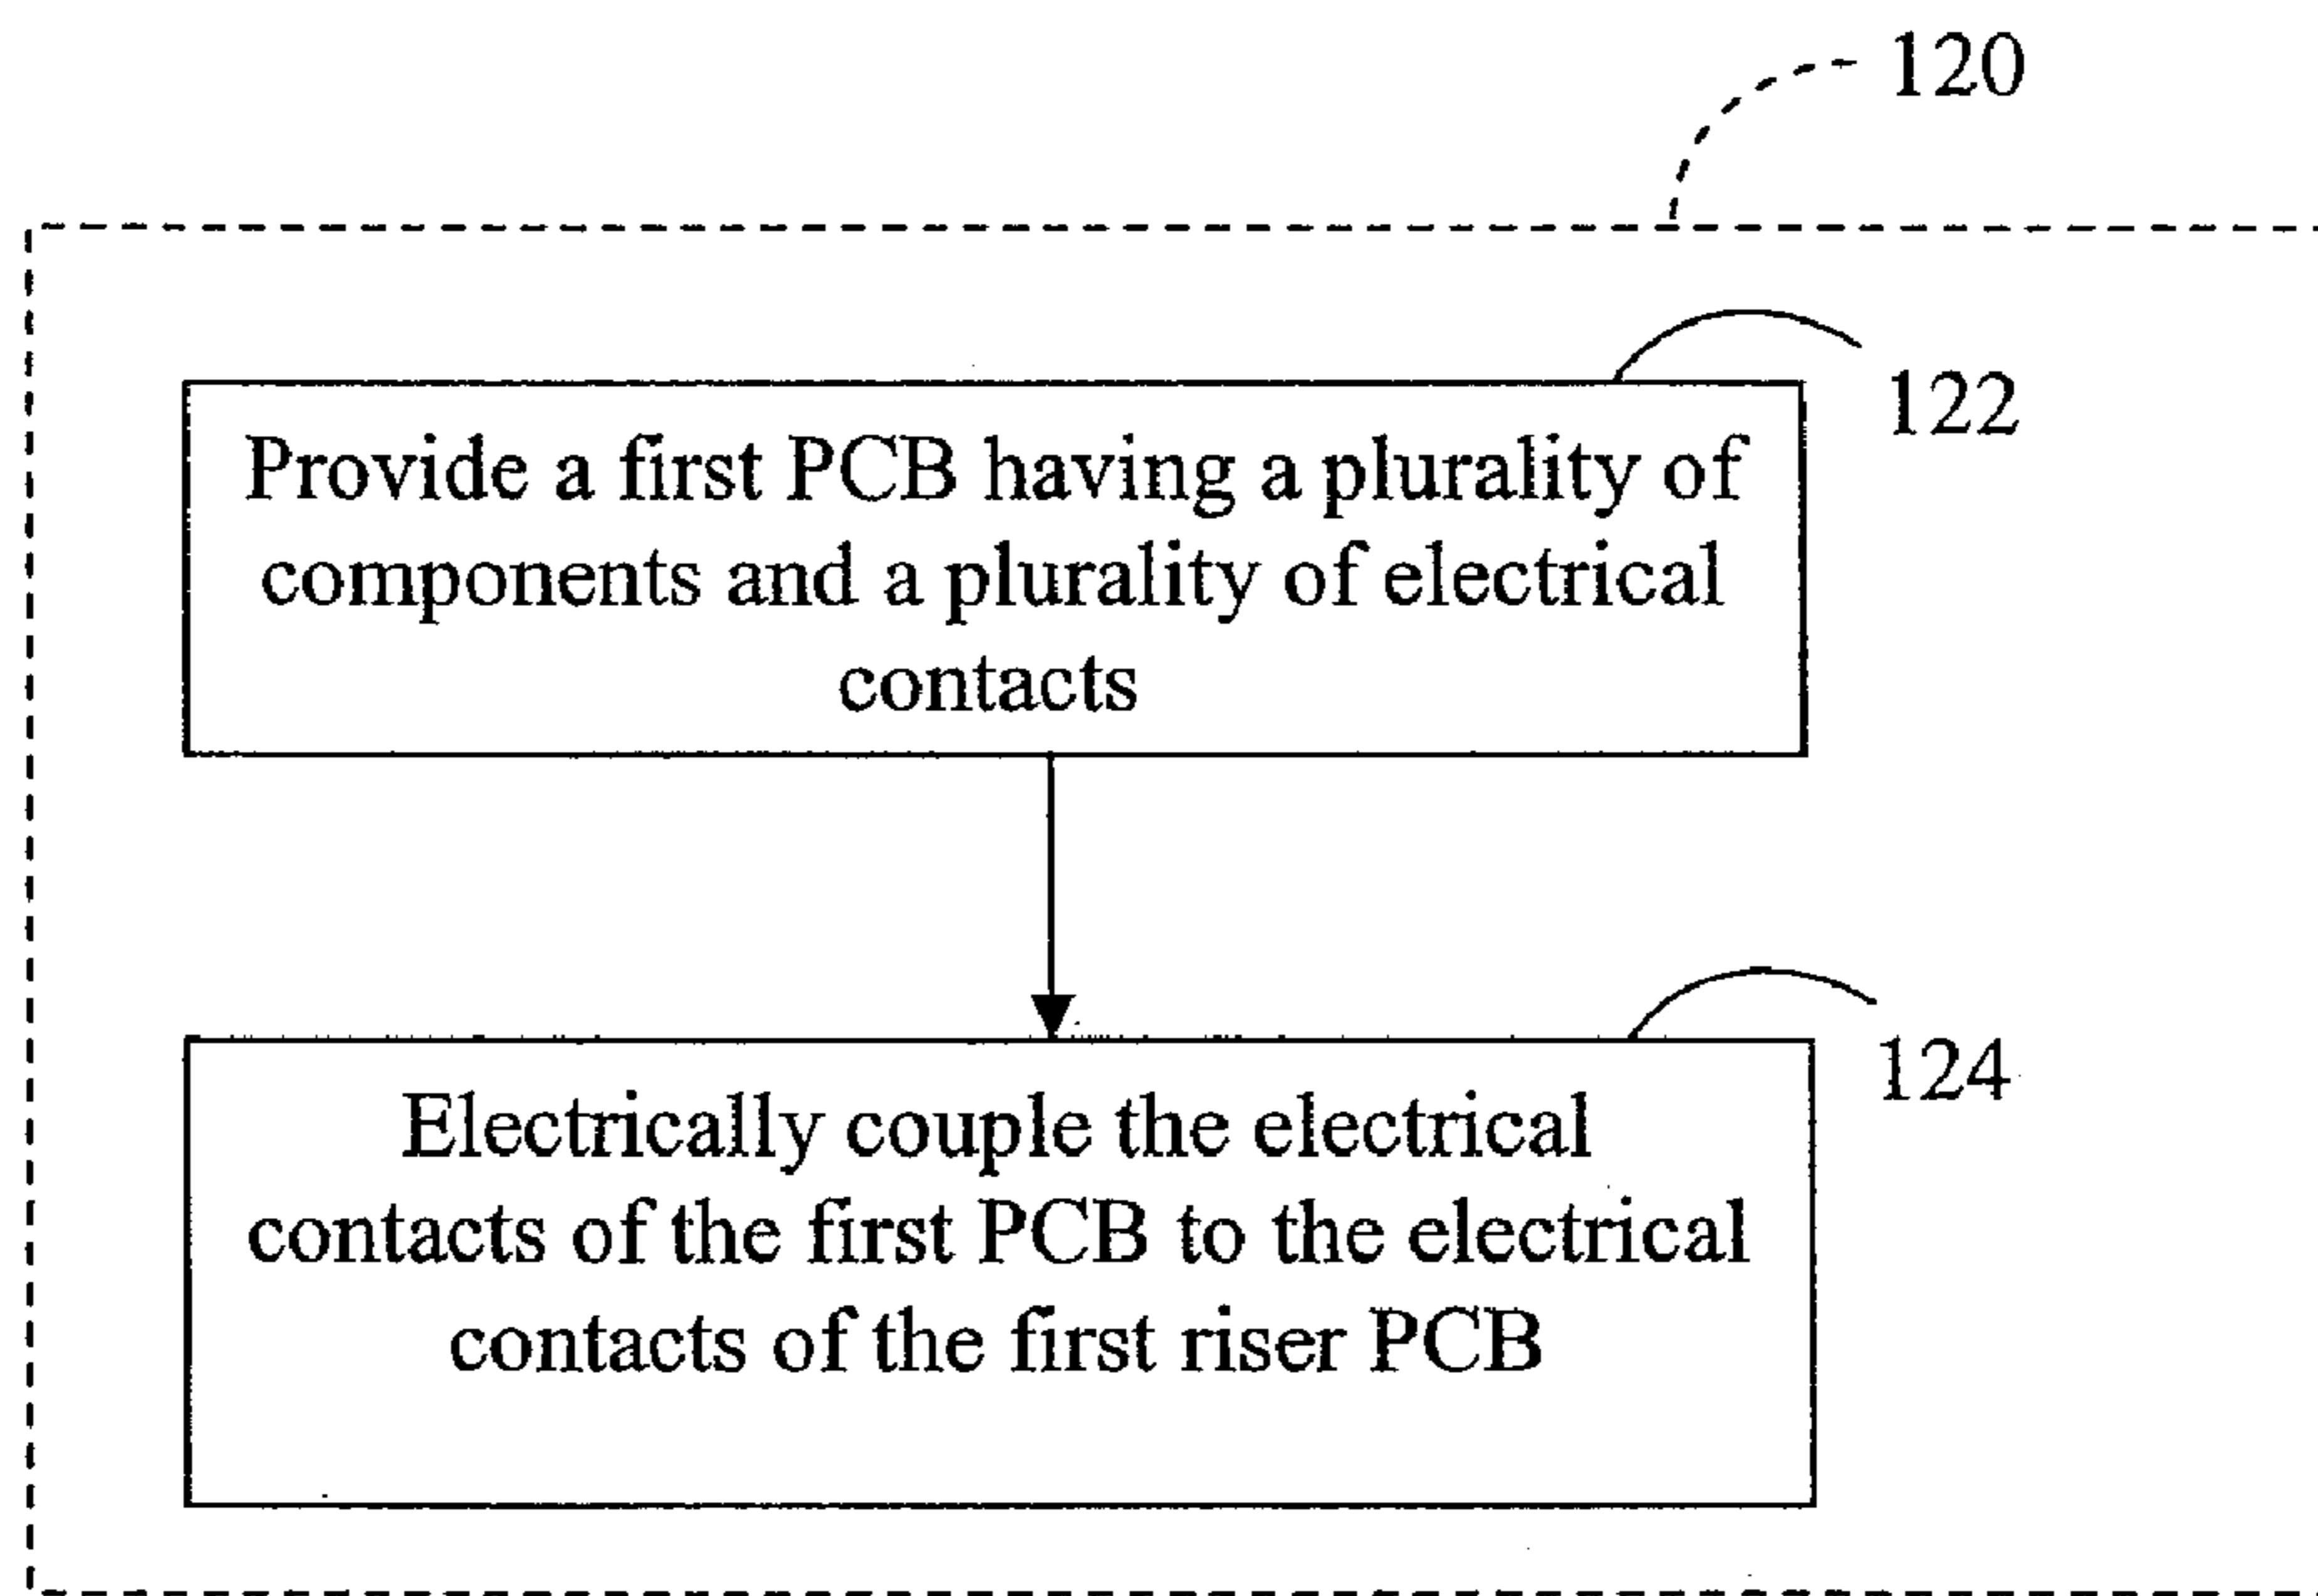 120
122
Provide a first PCB having a plurality of
components and a plurality of electrical
contacts
124
Electrically couple the electrical
contacts of the first PCB to the electrical
contacts of the first riser PCB